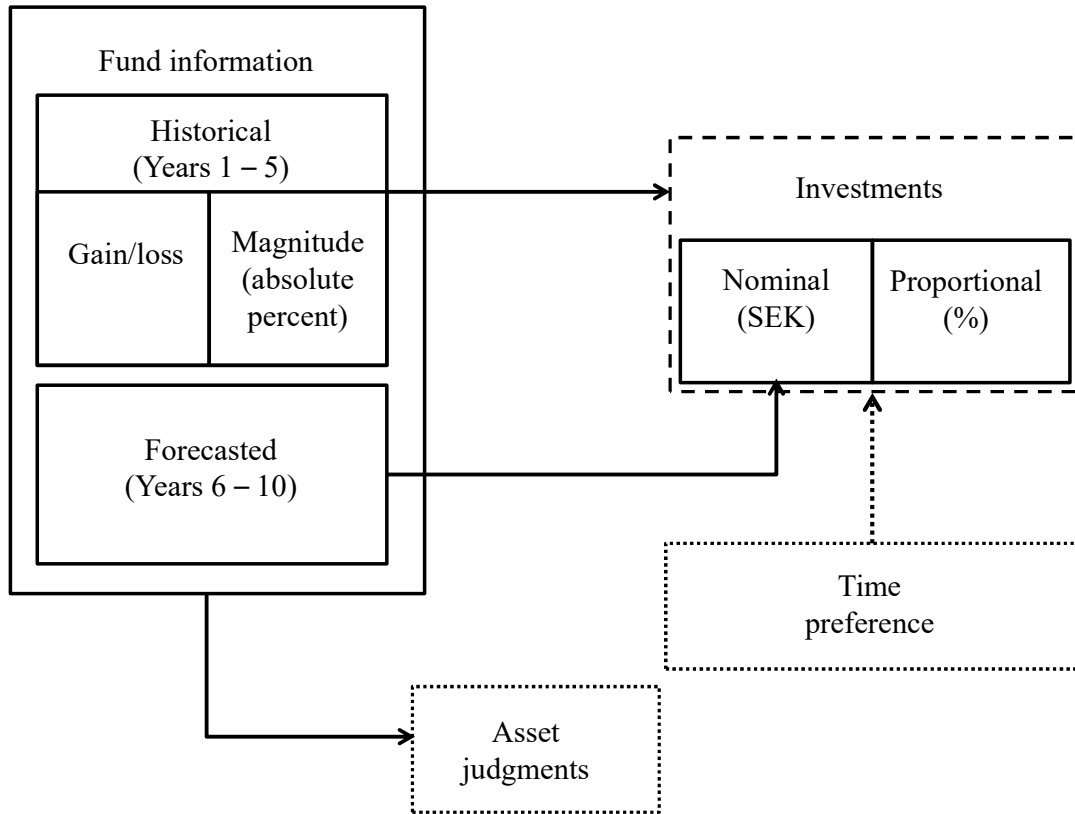 Fund information
Historical
(Years 1 – 5)
Gain/loss
Magnitude
(absolute
percent)
Forecasted
(Years 6 – 10)
Investments
Nominal
(SEK)
Proportional
(%)
Time
preference
Asset
judgments